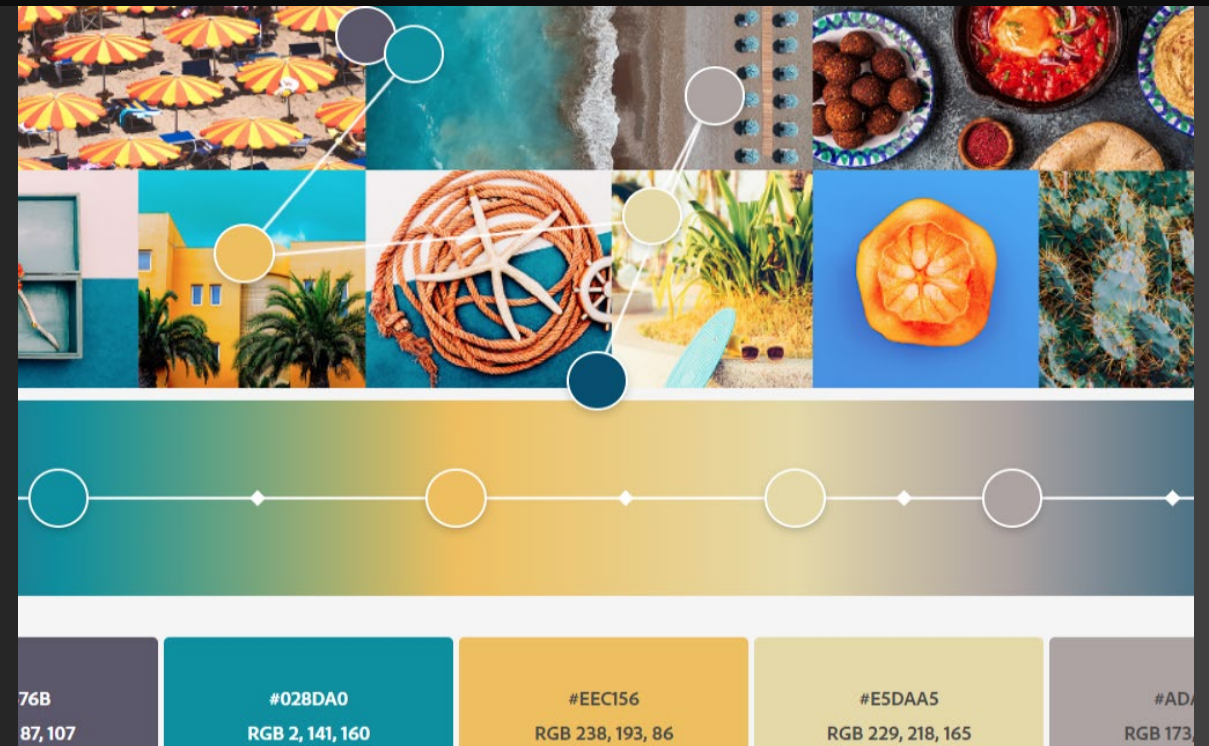 76B
87, 107
#028DA0
RGB 2, 141, 160
#EEC156
RGB 238, 193, 86
#E5DAA5
RGB 229, 218, 165
#ADA
RGB 173,